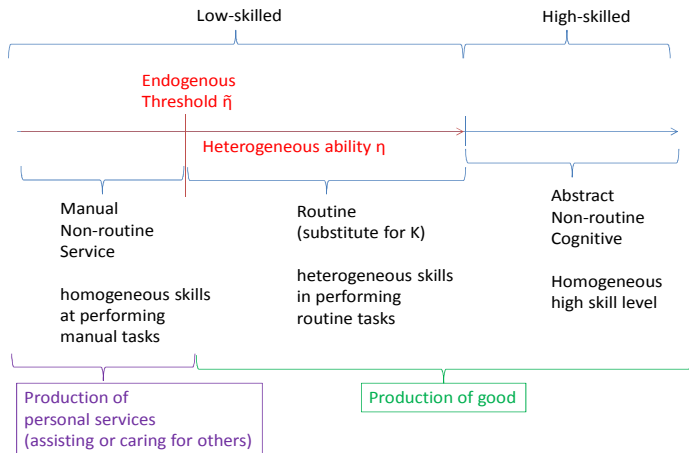 Low-skilled
High-skilled
Endogenous
Threshold η̃
Heterogeneous ability η
Manual
Non-routine
Service
homogeneous skills
at performing
manual tasks
Routine
(substitute for K)
heterogeneous skills
in performing
routine tasks
Abstract
Non-routine
Cognitive
Homogeneous
high skill level
Production of
personal services
(assisting or caring for others)
Production of good